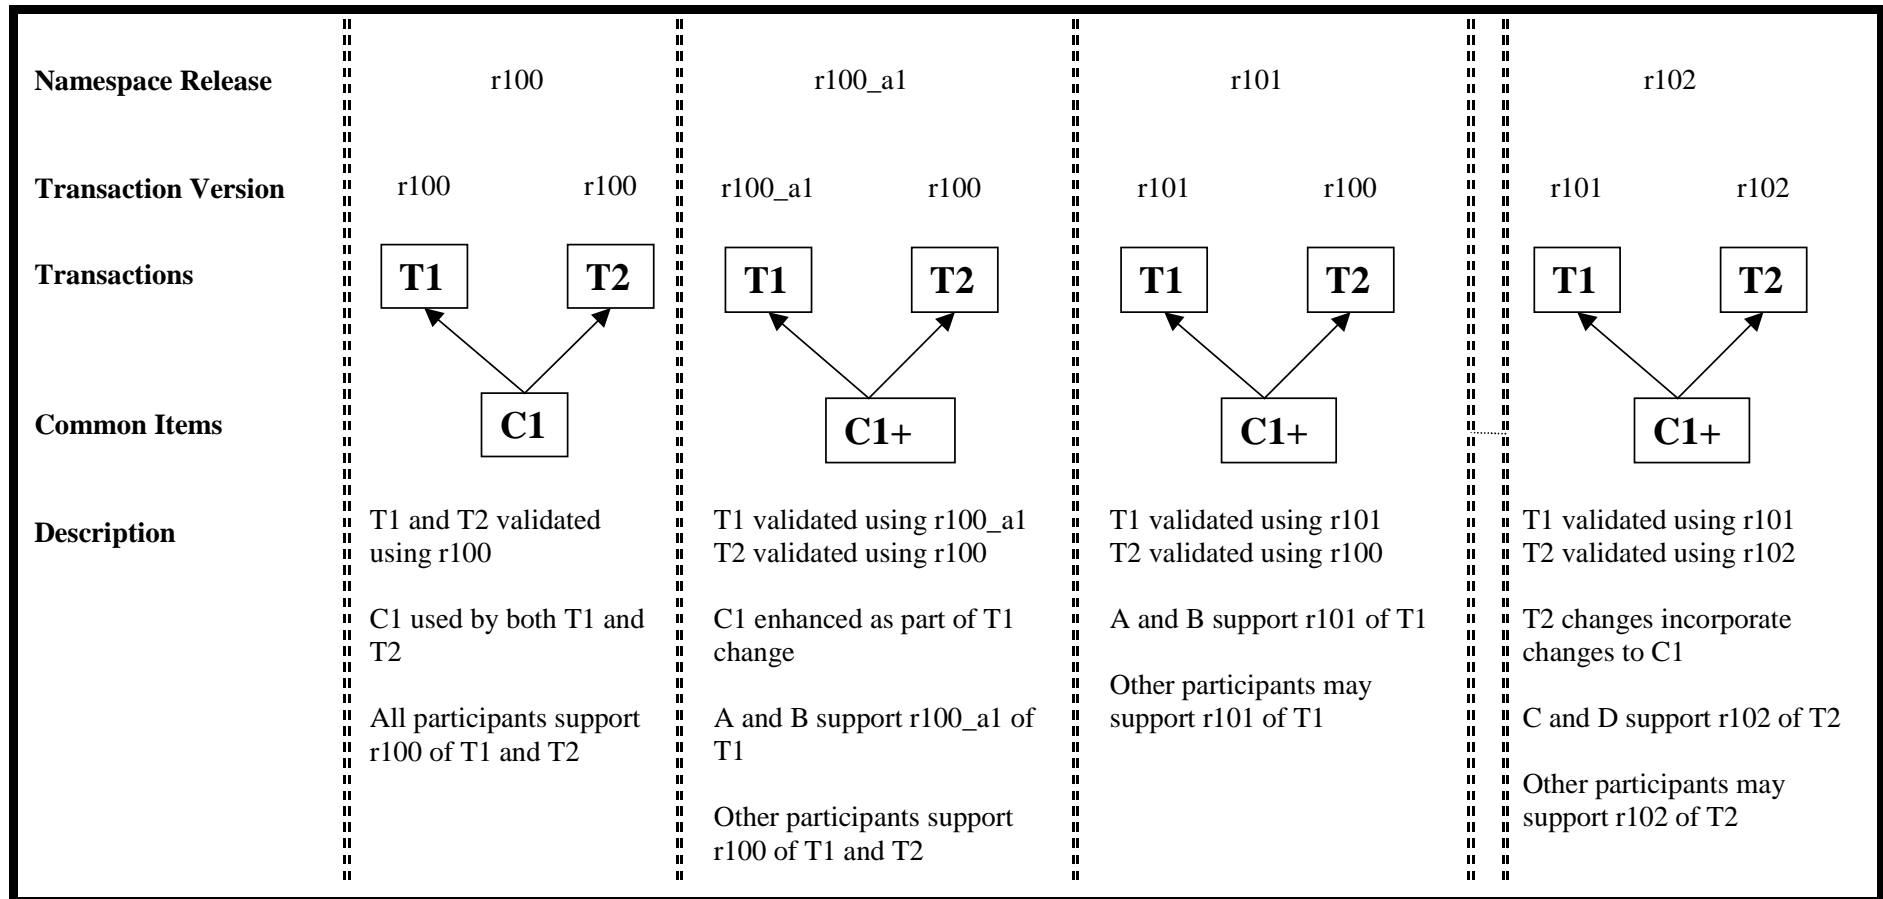 Namespace Release
r100
r100_a1
r101
r102
Transaction Version
r100
r100
r100_a1
r100
r101
r100
r101
r102
Transactions
T1
T2
T1
T2
T1
T2
T1
T2
Common Items
C1
C1+
C1+
C1+
Description
T1 and T2 validated
using r100
C1 used by both T1 and
T2
All participants support
r100 of T1 and T2
T1 validated using r100_a1
T2 validated using r100
C1 enhanced as part of T1
change
A and B support r100_a1 of
T1
Other participants support
r100 of T1 and T2
T1 validated using r101
T2 validated using r100
A and B support r101 of T1
Other participants may
support r101 of T1
T1 validated using r101
T2 validated using r102
T2 changes incorporate
changes to C1
C and D support r102 of T2
Other participants may
support r102 of T2